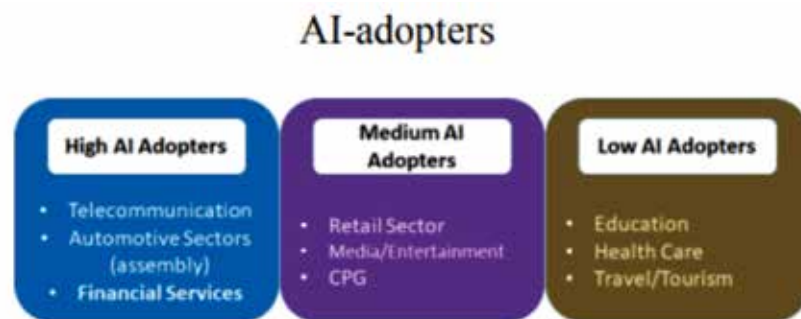 AI-adopters
High AI Adopters
• Telecommunication
• Automotive Sectors
(assembly)
• Financial Services
Medium AI
Adopters
• Retail Sector
• Media/Entertainment
• CPG
Low AI Adopters
• Education
• Health Care
• Travel/Tourism